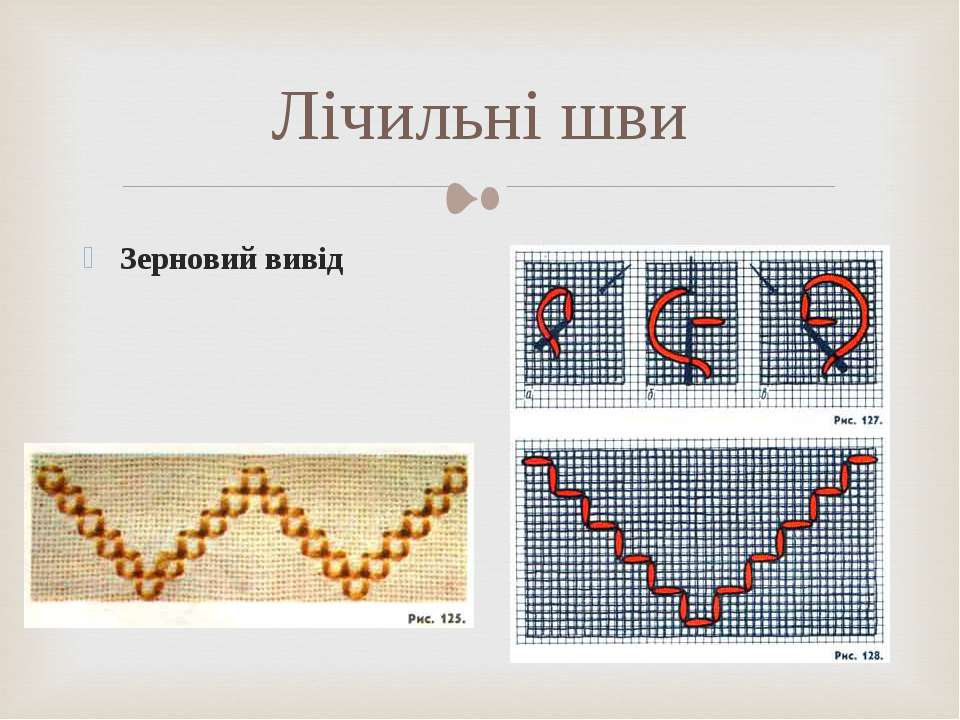 Лічильні шви
Зерновий вивід
а
б
в
Рис. 127.
Рис. 125.
Рис. 128.